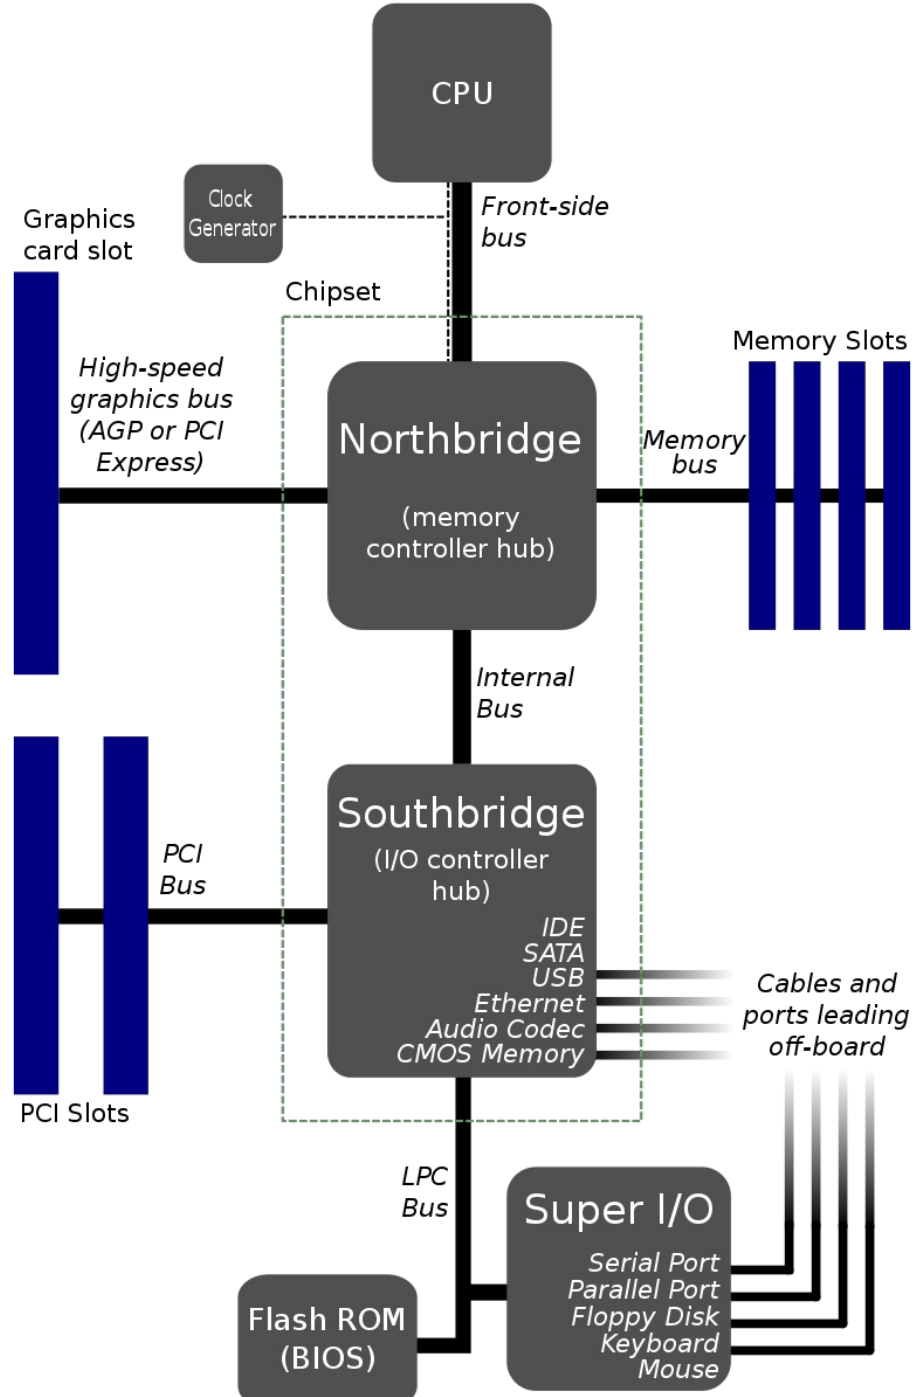 CPU
Clock
Generator
Front-side
bus
Graphics
card slot
Chipset
Memory Slots
High-speed
graphics bus
(AGP or PCI
Express)
Northbridge
(memory
controller hub)
Memory
bus
Internal
Bus
Southbridge
(I/O controller
hub)
IDE
SATA
USB
Ethernet
Audio Codec
CMOS Memory
PCI
Bus
PCI Slots
Cables and
ports leading
off-board
LPC
Bus
Super I/O
Serial Port
Parallel Port
Floppy Disk
Keyboard
Mouse
Flash ROM
(BIOS)